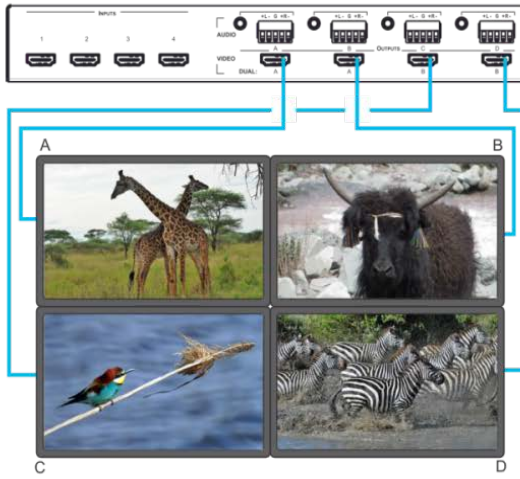 INPUTS
1 2 3 4
AUDIO
+L- S +R- +L- S +R- +L- S +R- +L- S +R-
A B C D
VIDEO
OUTPUTS
DUAL: A A B B
A B
C D